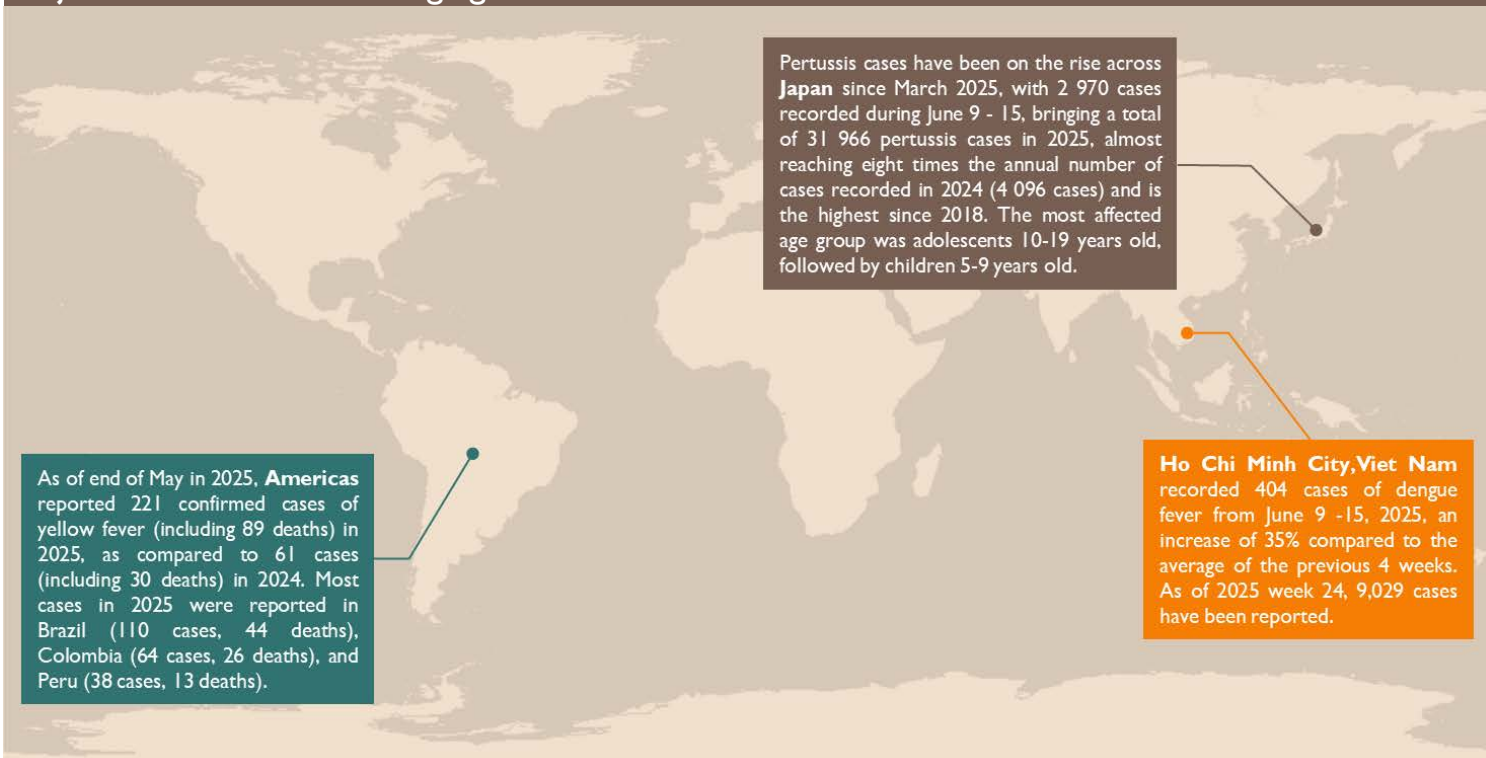 Pertussis cases have been on the rise across
Japan since March 2025, with 2 970 cases
recorded during June 9 - 15, bringing a total
of 31 966 pertussis cases in 2025, almost
reaching eight times the annual number of
cases recorded in 2024 (4 096 cases) and is
the highest since 2018. The most affected
age group was adolescents 10-19 years old,
followed by children 5-9 years old.
As of end of May in 2025, Americas
reported 221 confirmed cases of
yellow fever (including 89 deaths) in
2025, as compared to 61 cases
(including 30 deaths) in 2024. Most
cases in 2025 were reported in
Brazil (110 cases, 44 deaths),
Colombia (64 cases, 26 deaths), and
Peru (38 cases, 13 deaths).
Ho Chi Minh City,Viet Nam
recorded 404 cases of dengue
fever from June 9 -15, 2025, an
increase of 35% compared to the
average of the previous 4 weeks.
As of 2025 week 24, 9,029 cases
have been reported.